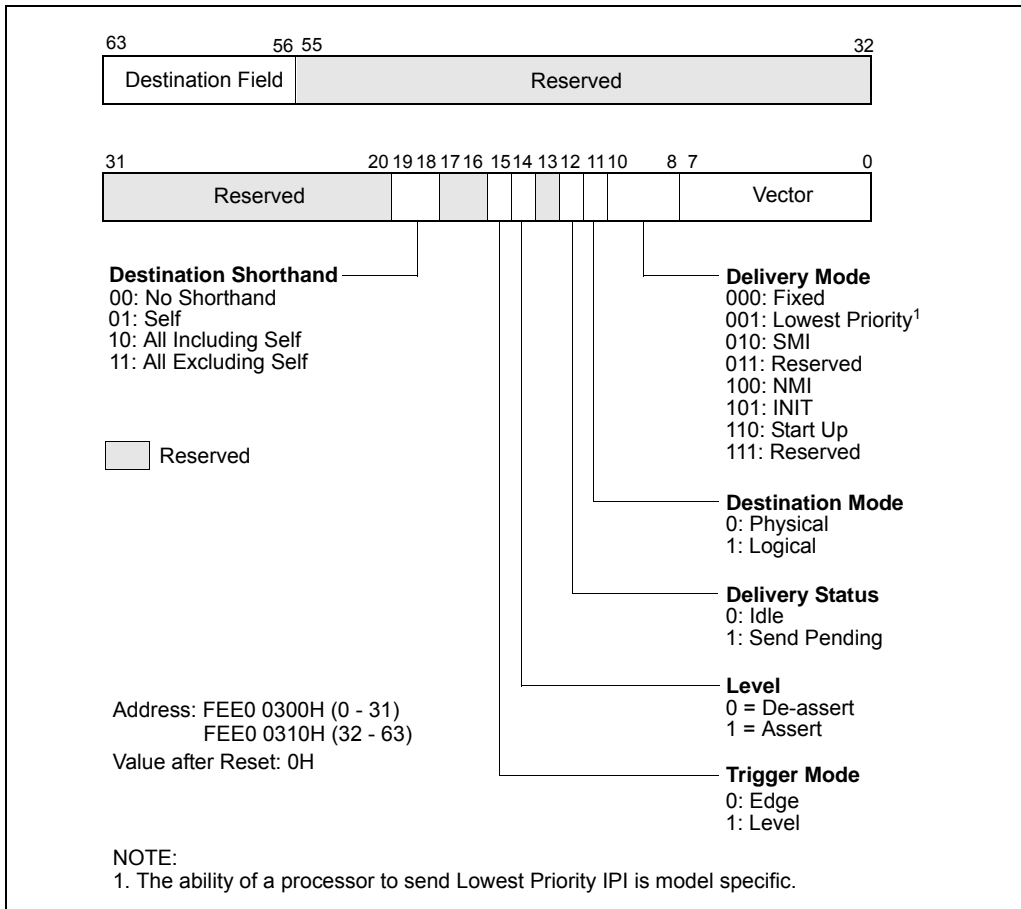 63 56 55 32
Destination Field Reserved
31 20 19 18 17 16 15 14 13 12 11 10 8 7 0
Reserved Vector
Destination Shorthand
00: No Shorthand
01: Self
10: All Including Self
11: All Excluding Self
Reserved
Delivery Mode
000: Fixed
001: Lowest Priority1
010: SMI
011: Reserved
100: NMI
101: INIT
110: Start Up
111: Reserved
Destination Mode
0: Physical
1: Logical
Delivery Status
0: Idle
1: Send Pending
Level
0 = De-assert
1 = Assert
Trigger Mode
0: Edge
1: Level
Address: FEE0 0300H (0 - 31)
FEE0 0310H (32 - 63)
Value after Reset: 0H
NOTE:
1. The ability of a processor to send Lowest Priority IPI is model specific.